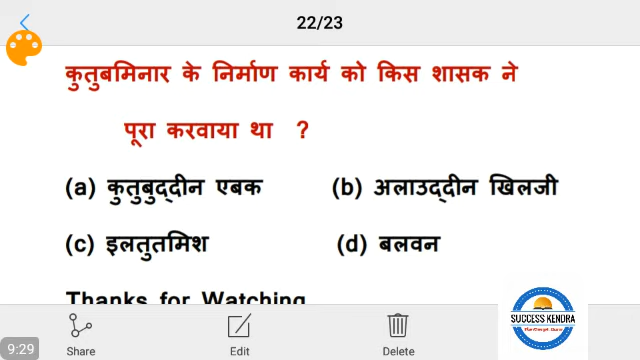 22/23
कुतुबमिनार के निर्माण कार्य को किस शासक ने
पूरा करवाया था ?
(a) कुतुबुद्दीन एबक (b) अलाउद्दीन खिलजी
(c) इलतुतमिश (d) बलवन
Thanks for Watching
SUCCESS KENDRA
9:29 Share Edit Delete